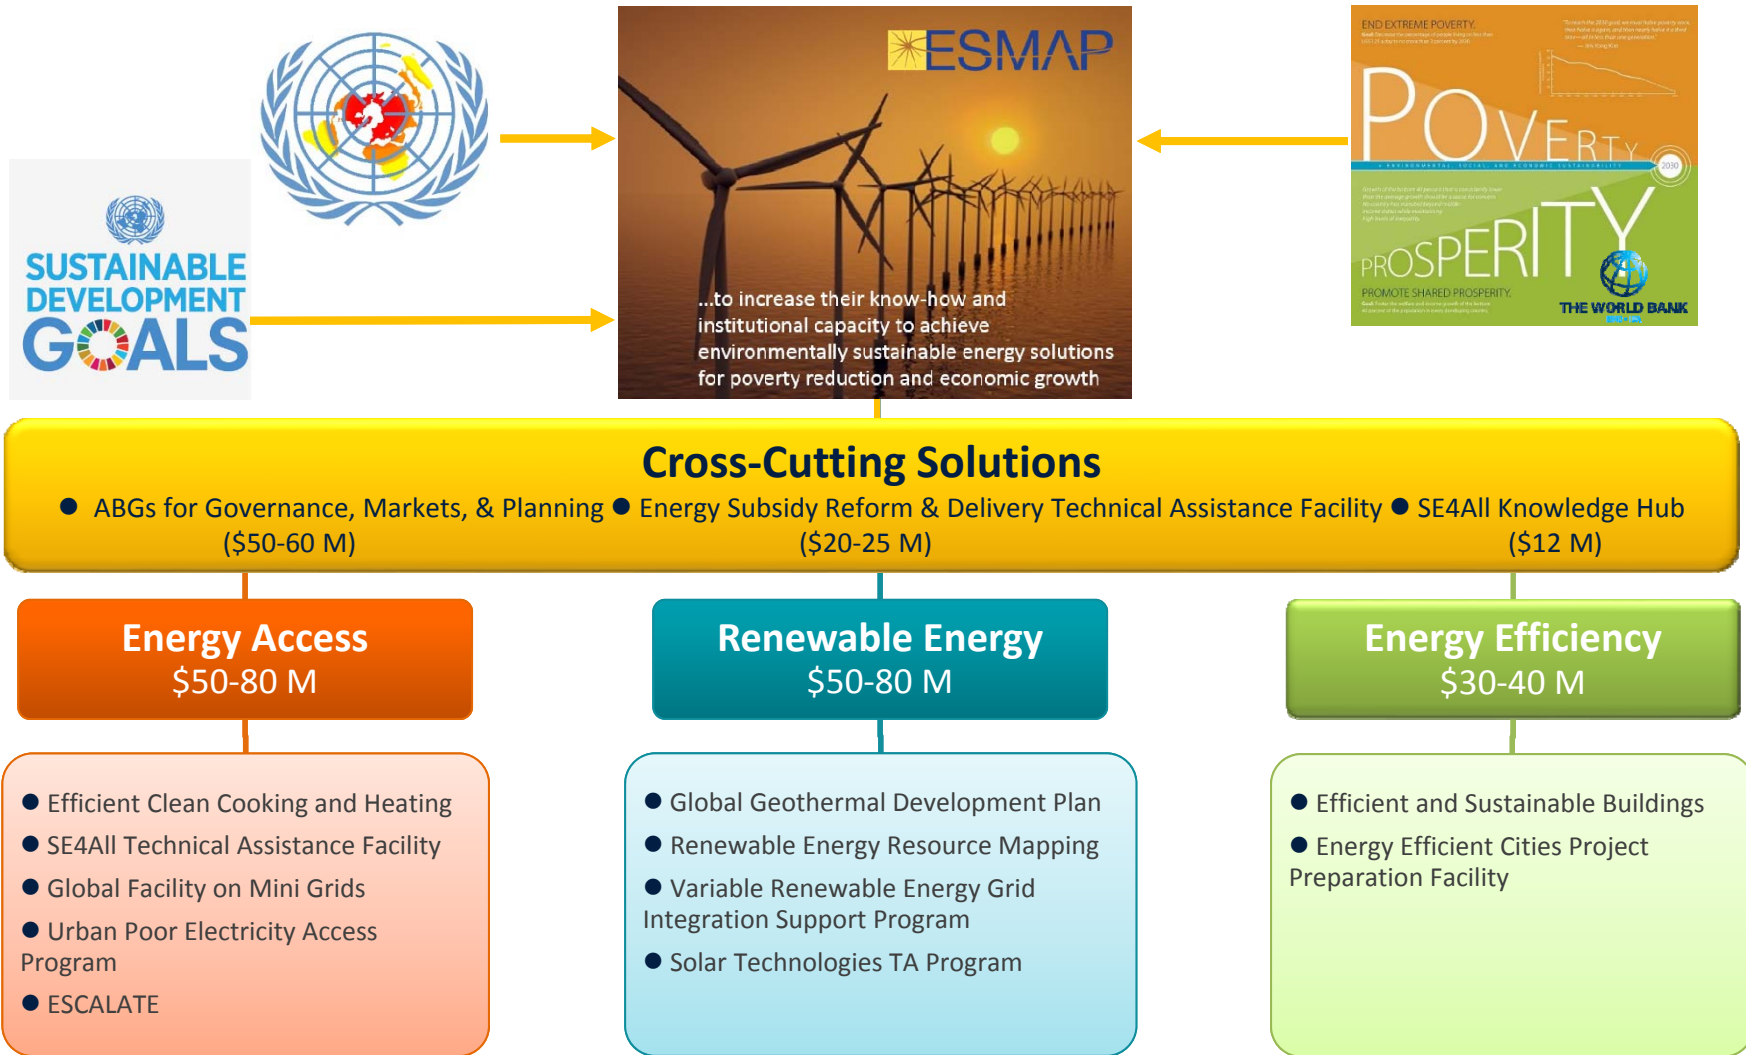 SUSTAINABLE
DEVELOPMENT
GOALS
ESMAP
...to increase their know-how and
institutional capacity to achieve
environmentally sustainable energy solutions
for poverty reduction and economic growth
END EXTREME POVERTY.
POVERTY
ENVIRONMENTAL, SOCIAL, AND ECONOMIC SUSTAINABILITY
2030
PROSPERITY
PROMOTE SHARED PROSPERITY.
THE WORLD BANK
Cross-Cutting Solutions
● ABGs for Governance, Markets, & Planning ● Energy Subsidy Reform & Delivery Technical Assistance Facility ● SE4All Knowledge Hub
($50-60 M) ($20-25 M) ($12 M)
Energy Access
$50-80 M
● Efficient Clean Cooking and Heating
● SE4All Technical Assistance Facility
● Global Facility on Mini Grids
● Urban Poor Electricity Access
Program
● ESCALATE
Renewable Energy
$50-80 M
● Global Geothermal Development Plan
● Renewable Energy Resource Mapping
● Variable Renewable Energy Grid
Integration Support Program
● Solar Technologies TA Program
Energy Efficiency
$30-40 M
● Efficient and Sustainable Buildings
● Energy Efficient Cities Project
Preparation Facility